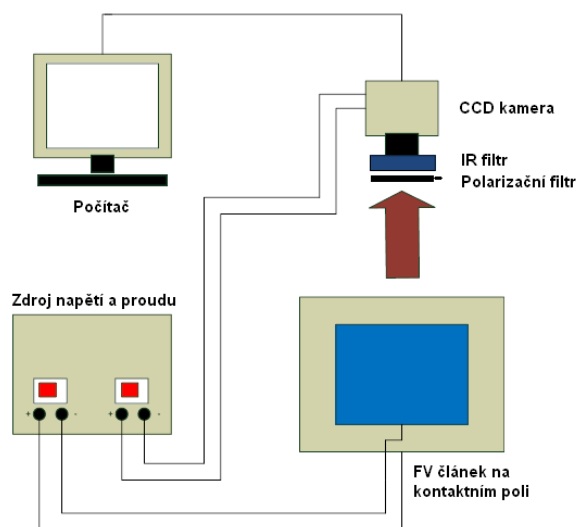 CCD kamera
IR filtr
Polarizační filtr
Počítač
Zdroj napětí a proudu
+ - + -
FV článek na
kontaktním poli